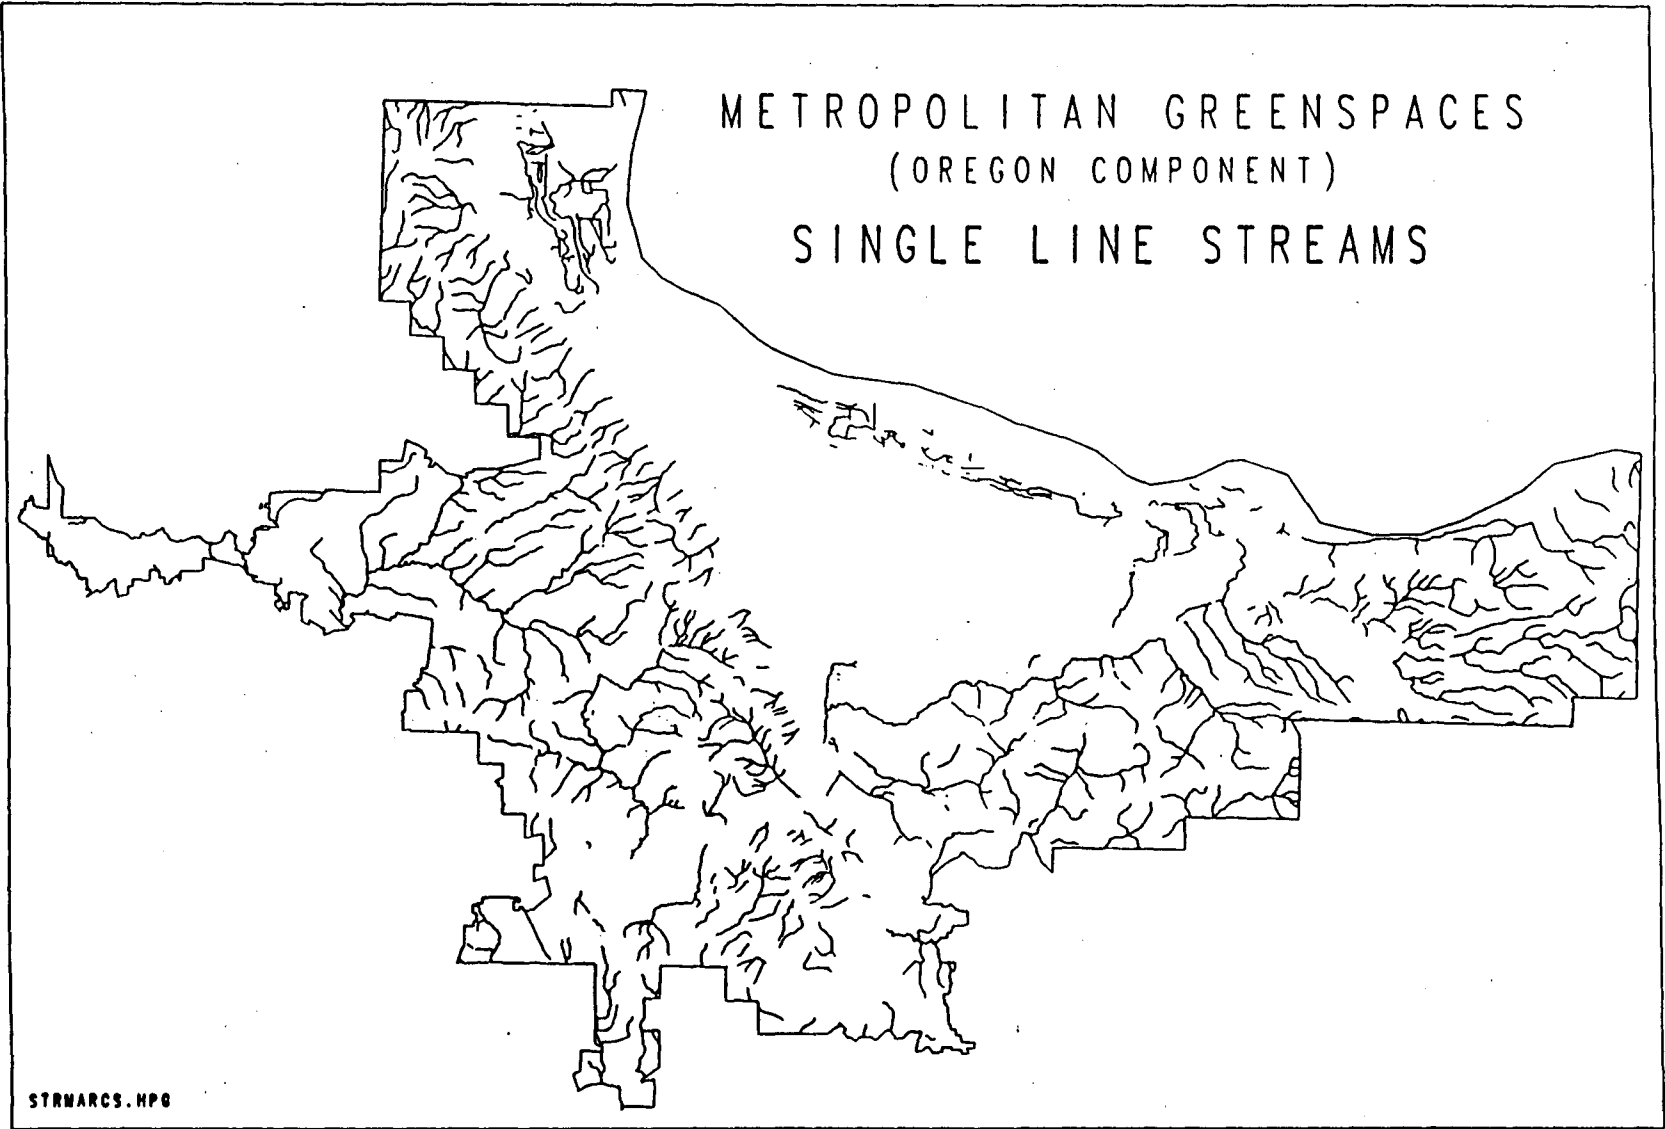 METROPOLITAN GREENSPACES
(OREGON COMPONENT)
SINGLE LINE STREAMS
STRMARCS.HPG